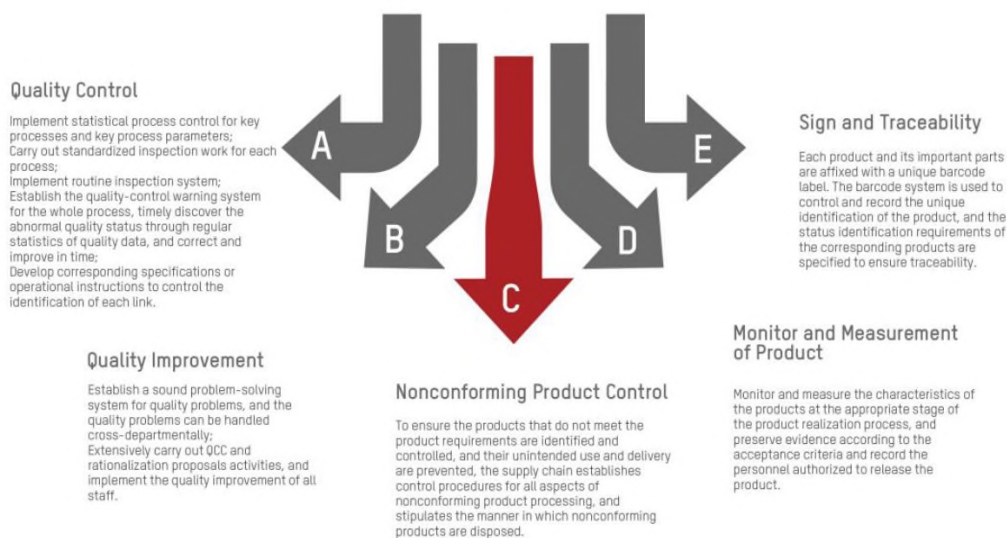 Quality Control
Implement statistical process control for key
processes and key process parameters;
Carry out standardized inspection work for each
process;
Implement routine inspection system;
Establish the quality-control warning system
for the whole process, timely discover the
abnormal quality status through regular
statistics of quality data, and correct and
improve in time;
Develop corresponding specifications or
operational instructions to control the
identification of each link.
A
B
C
D
E
Sign and Traceability
Each product and its important parts
are affixed with a unique barcode
label. The barcode system is used to
control and record the unique
identification of the product, and the
status identification requirements of
the corresponding products are
specified to ensure traceability.
Quality Improvement
Establish a sound problem-solving
system for quality problems, and the
quality problems can be handled
cross-departmentally;
Extensively carry out QCC and
rationalization proposals activities, and
implement the quality improvement of all
staff.
Nonconforming Product Control
To ensure the products that do not meet the
product requirements are identified and
controlled, and their unintended use and delivery
are prevented, the supply chain establishes
control procedures for all aspects of
nonconforming product processing, and
stipulates the manner in which nonconforming
products are disposed.
Monitor and Measurement
of Product
Monitor and measure the characteristics of
the products at the appropriate stage of
the product realization process, and
preserve evidence according to the
acceptance criteria and record the
personnel authorized to release the
product.